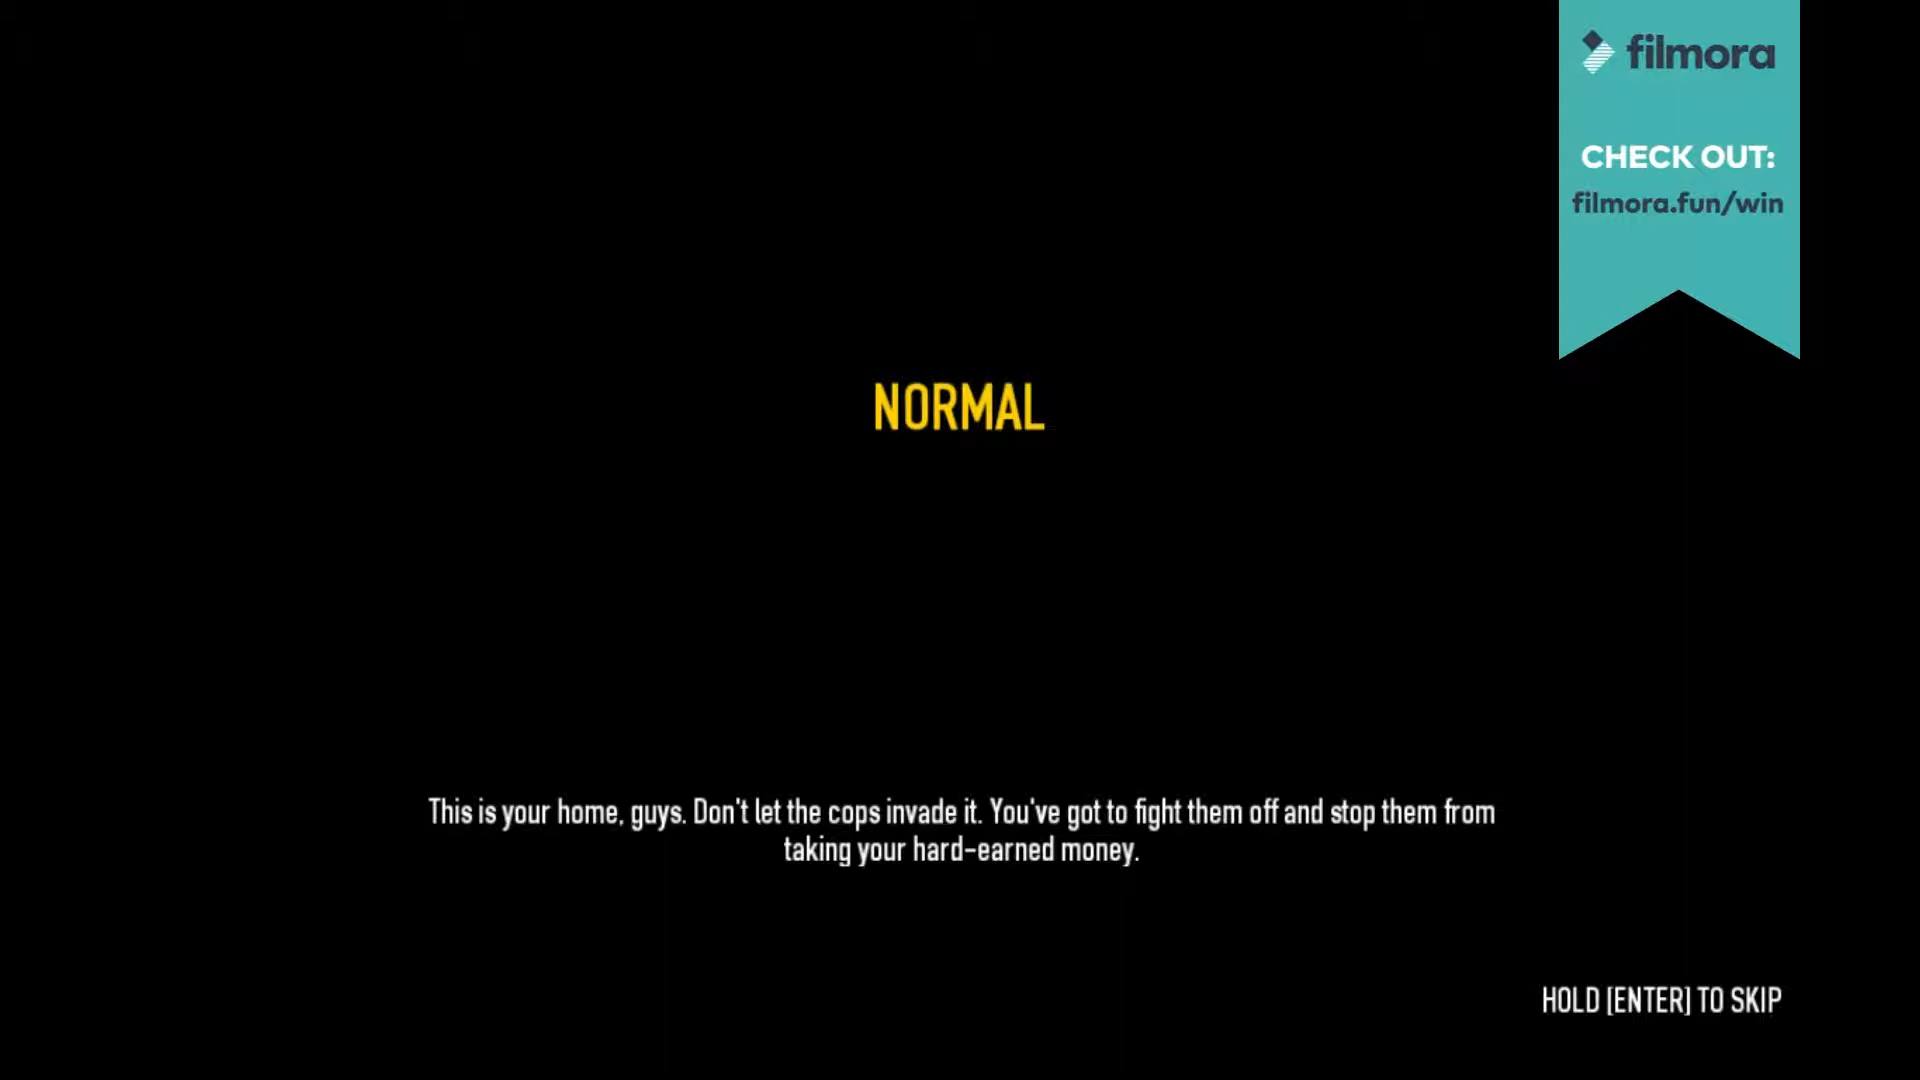 filmora
CHECK OUT:
filmora.fun/win
NORMAL
This is your home, guys. Don't let the cops invade it. You've got to fight them off and stop them from
taking your hard-earned money.
HOLD [ENTER] TO SKIP